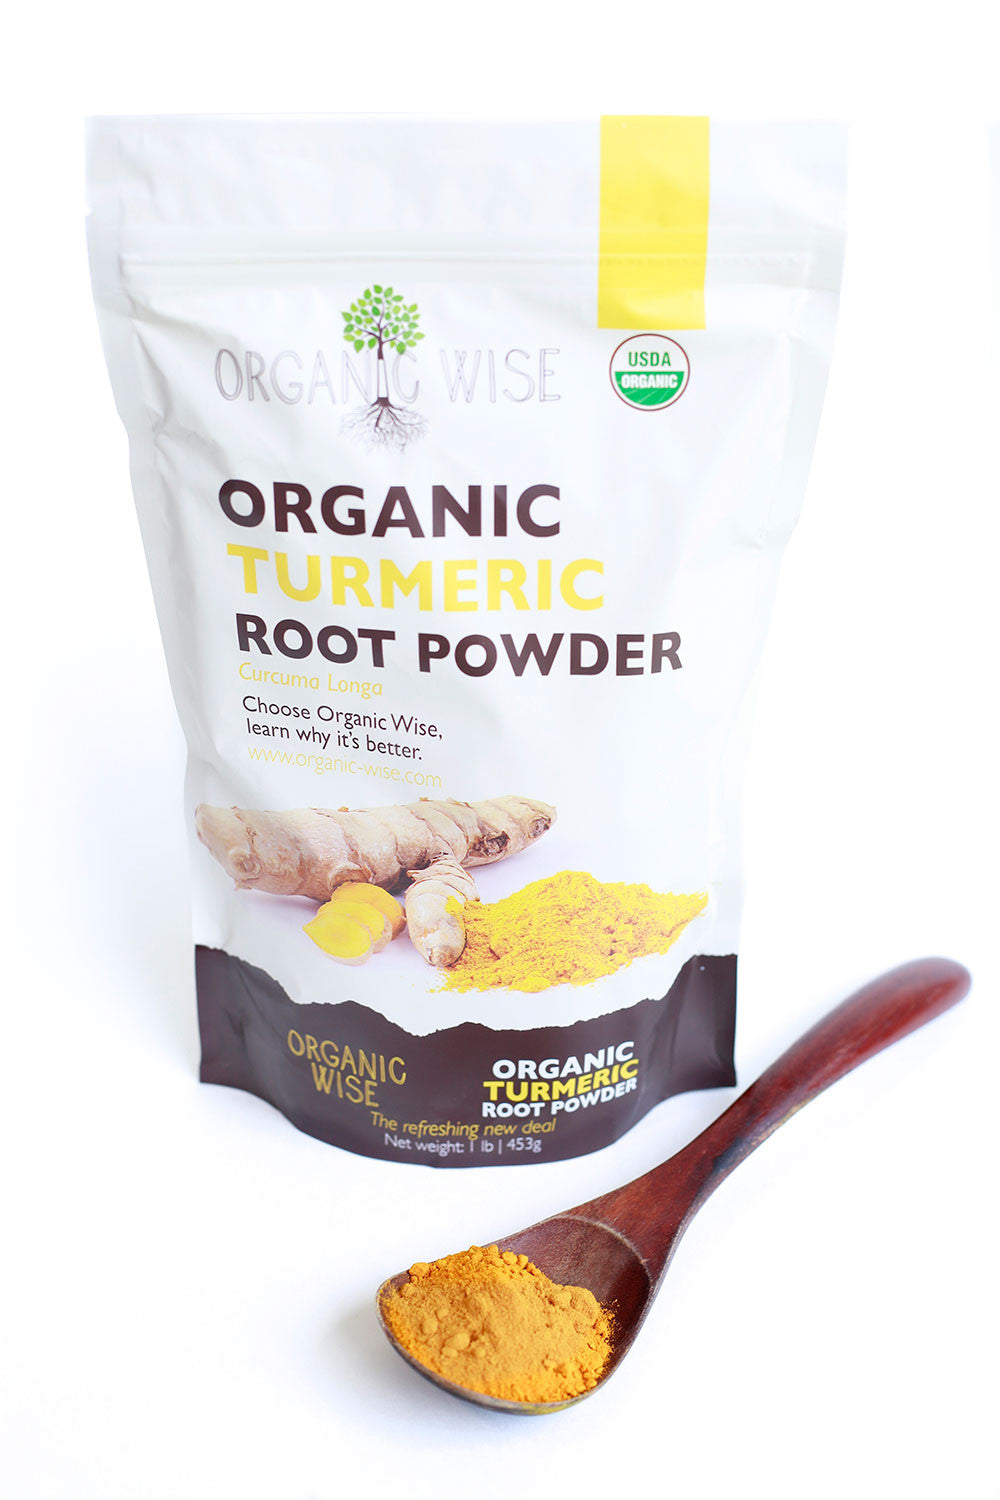 ORGANIC WISE
USDA
ORGANIC
ORGANIC
TURMERIC
ROOT POWDER
Curcuma Longa
Choose Organic Wise,
learn why it's better.
www.organic-wise.com
ORGANIC
WISE
ORGANIC
TURMERIC
ROOT POWDER
The refreshing new deal
Net weight: 1 lb | 453g